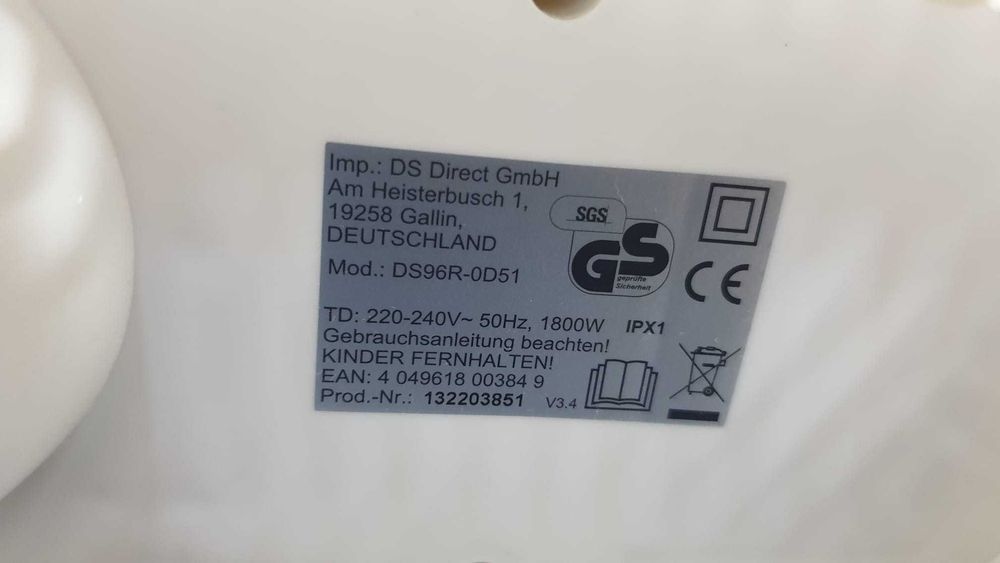 Imp.: DS Direct GmbH
Am Heisterbusch 1,
19258 Gallin,
DEUTSCHLAND
Mod.: DS96R-0D51
SGS
GS
geprüfte
Sicherheit
CE
TD: 220-240V~ 50Hz, 1800W IPX1
Gebrauchsanleitung beachten!
KINDER FERNHALTEN!
EAN: 4 049618 00384 9
Prod.-Nr.: 132203851 V3.4